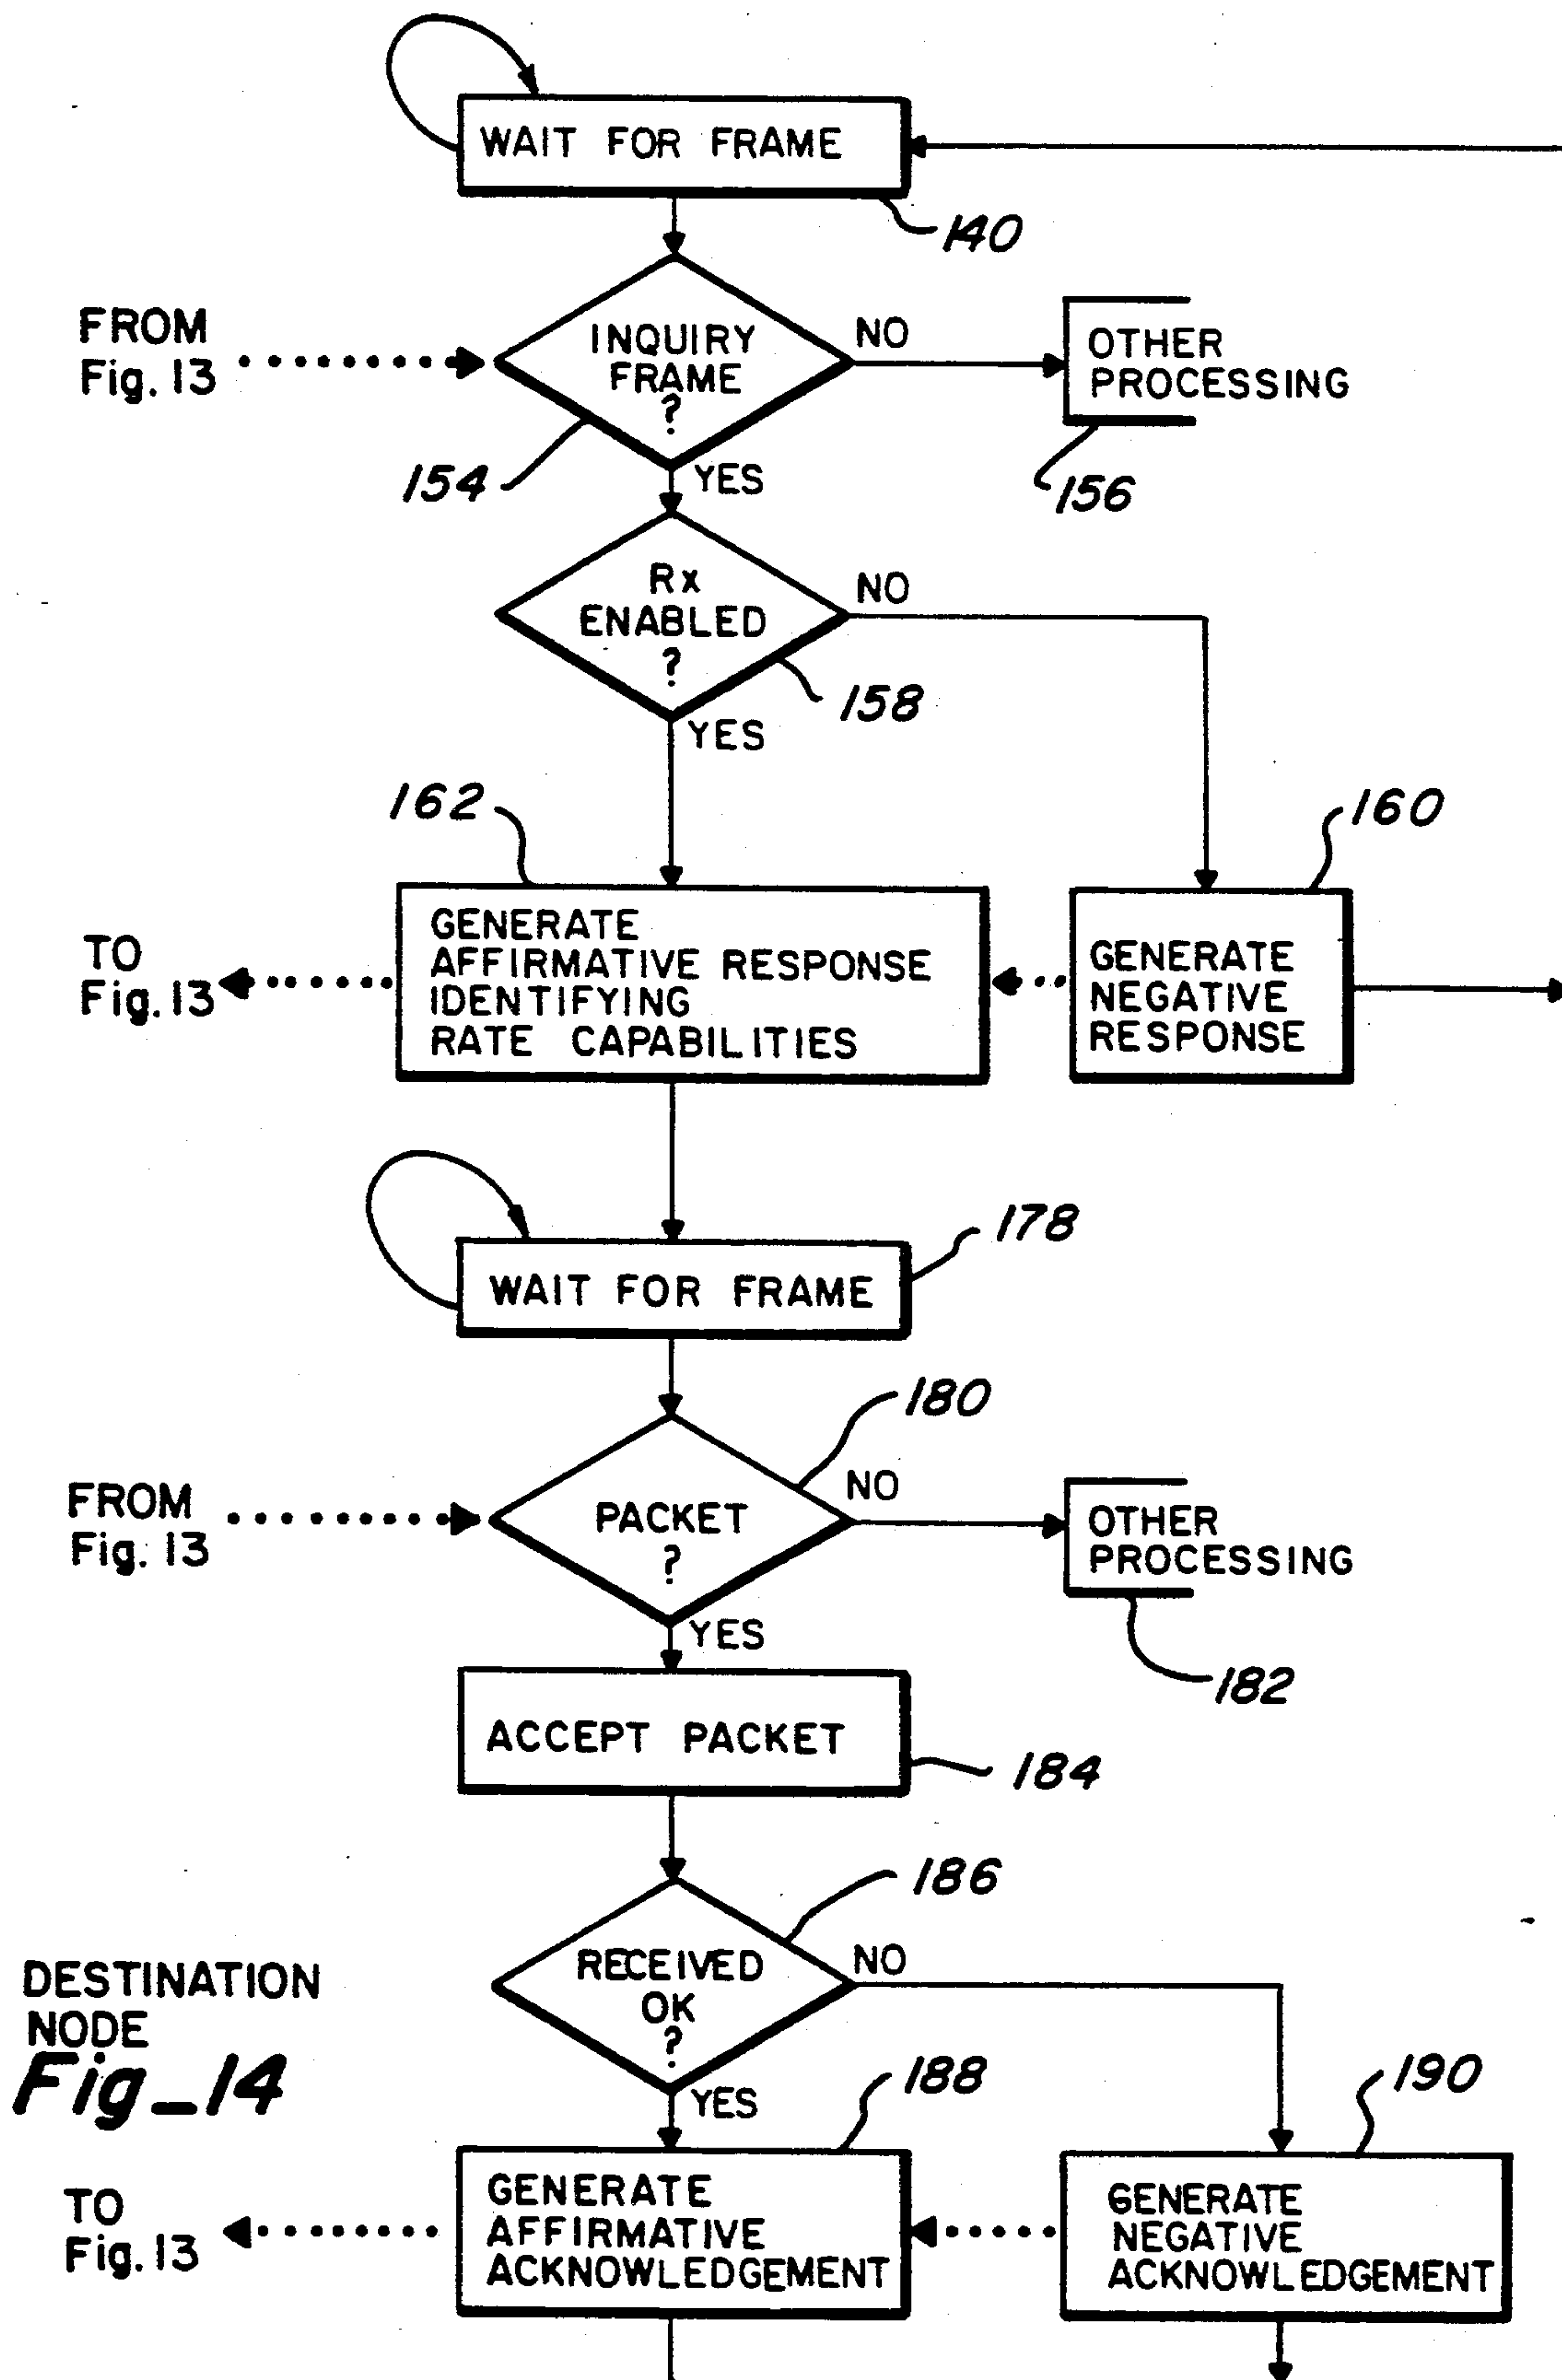 WAIT FOR FRAME
140
FROM
Fig. 13
INQUIRY
FRAME
?
NO
OTHER
PROCESSING
154
YES
156
Rx
ENABLED
?
NO
158
YES
162
160
TO
Fig. 13
GENERATE
AFFIRMATIVE RESPONSE
IDENTIFYING
RATE CAPABILITIES
GENERATE
NEGATIVE
RESPONSE
178
WAIT FOR FRAME
180
FROM
Fig. 13
PACKET
?
NO
OTHER
PROCESSING
YES
182
ACCEPT PACKET
184
186
RECEIVED
OK
?
NO
DESTINATION
NODE
Fig_14
YES
188
190
TO
Fig. 13
GENERATE
AFFIRMATIVE
ACKNOWLEDGEMENT
GENERATE
NEGATIVE
ACKNOWLEDGEMENT